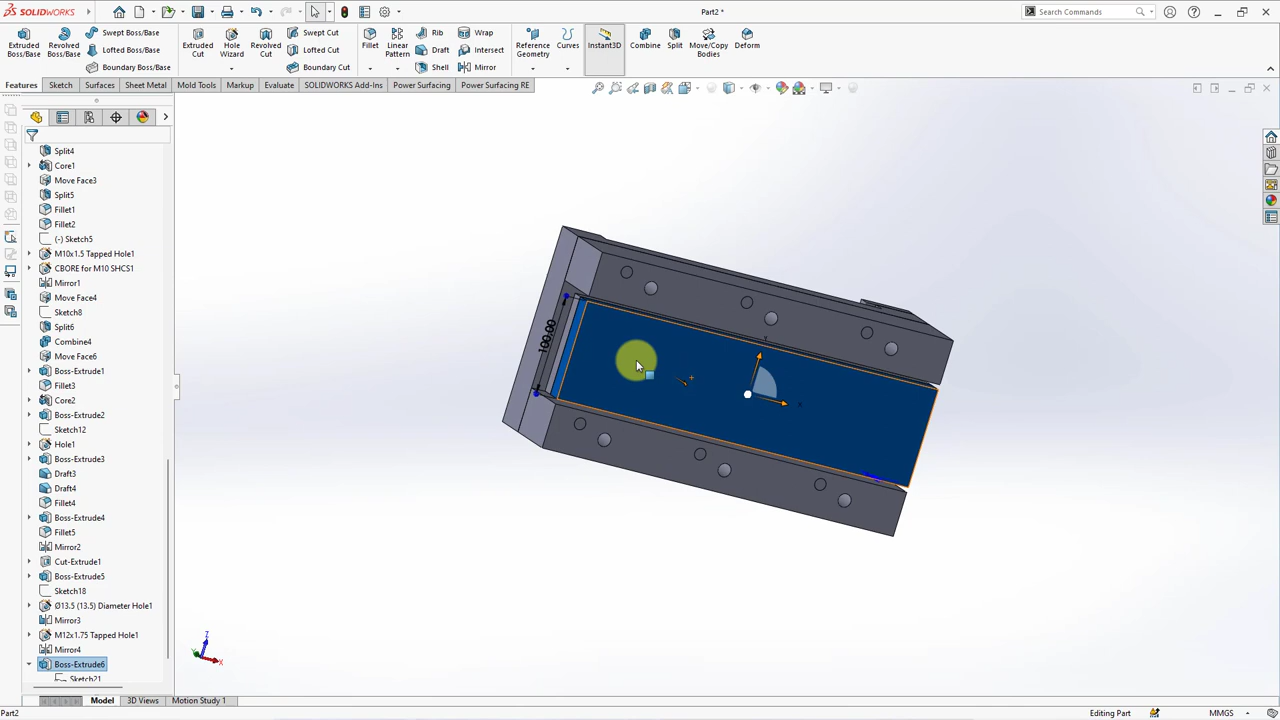 SOLIDWORKS
Part2 *
Search Commands
Extruded Boss/Base
Revolved Boss/Base
Swept Boss/Base
Lofted Boss/Base
Boundary Boss/Base
Extruded Cut
Hole Wizard
Revolved Cut
Swept Cut
Lofted Cut
Boundary Cut
Fillet
Linear Pattern
Rib
Draft
Shell
Wrap
Intersect
Mirror
Reference Geometry
Curves
Instant3D
Combine
Split
Move/Copy Bodies
Deform
Features
Sketch
Surfaces
Sheet Metal
Mold Tools
Markup
Evaluate
SOLIDWORKS Add-Ins
Power Surfacing
Power Surfacing RE
Split4
Core1
Move Face3
Split5
Fillet1
Fillet2
(-) Sketch5
M10x1.5 Tapped Hole1
CBORE for M10 SHCS1
Mirror1
Move Face4
Sketch8
Split6
Combine4
Move Face6
Boss-Extrude1
Fillet3
Core2
Boss-Extrude2
Sketch12
Hole1
Boss-Extrude3
Draft3
Draft4
Fillet4
Boss-Extrude4
Fillet5
Mirror2
Cut-Extrude1
Boss-Extrude5
Sketch18
Ø13.5 (13.5) Diameter Hole1
Mirror3
M12x1.75 Tapped Hole1
Mirror4
Boss-Extrude6
Sketch21
100,00
Y
X
Z
Y
X
Model
3D Views
Motion Study 1
Part2
Editing Part
MMGS